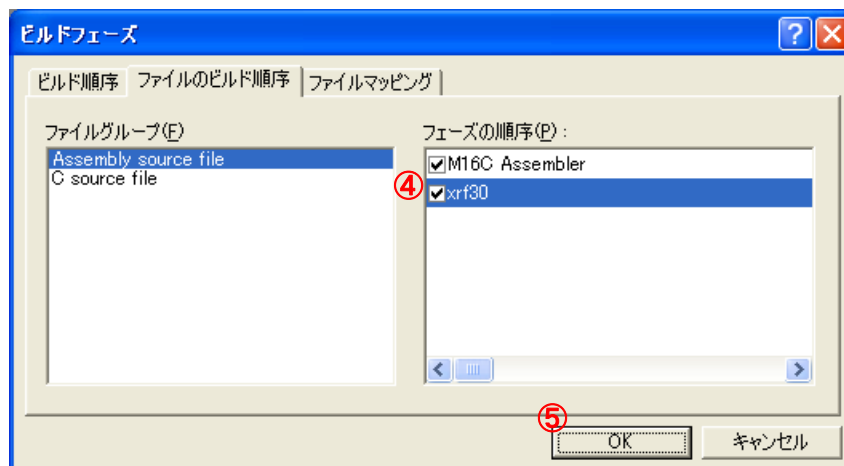 ビルドフェーズ
ビルド順序 ファイルのビルド順序 ファイルマッピング
ファイルグループ(F)
Assembly source file
C source file
フェーズの順序(P):
M16C Assembler
④
xrf30
⑤
OK
キャンセル